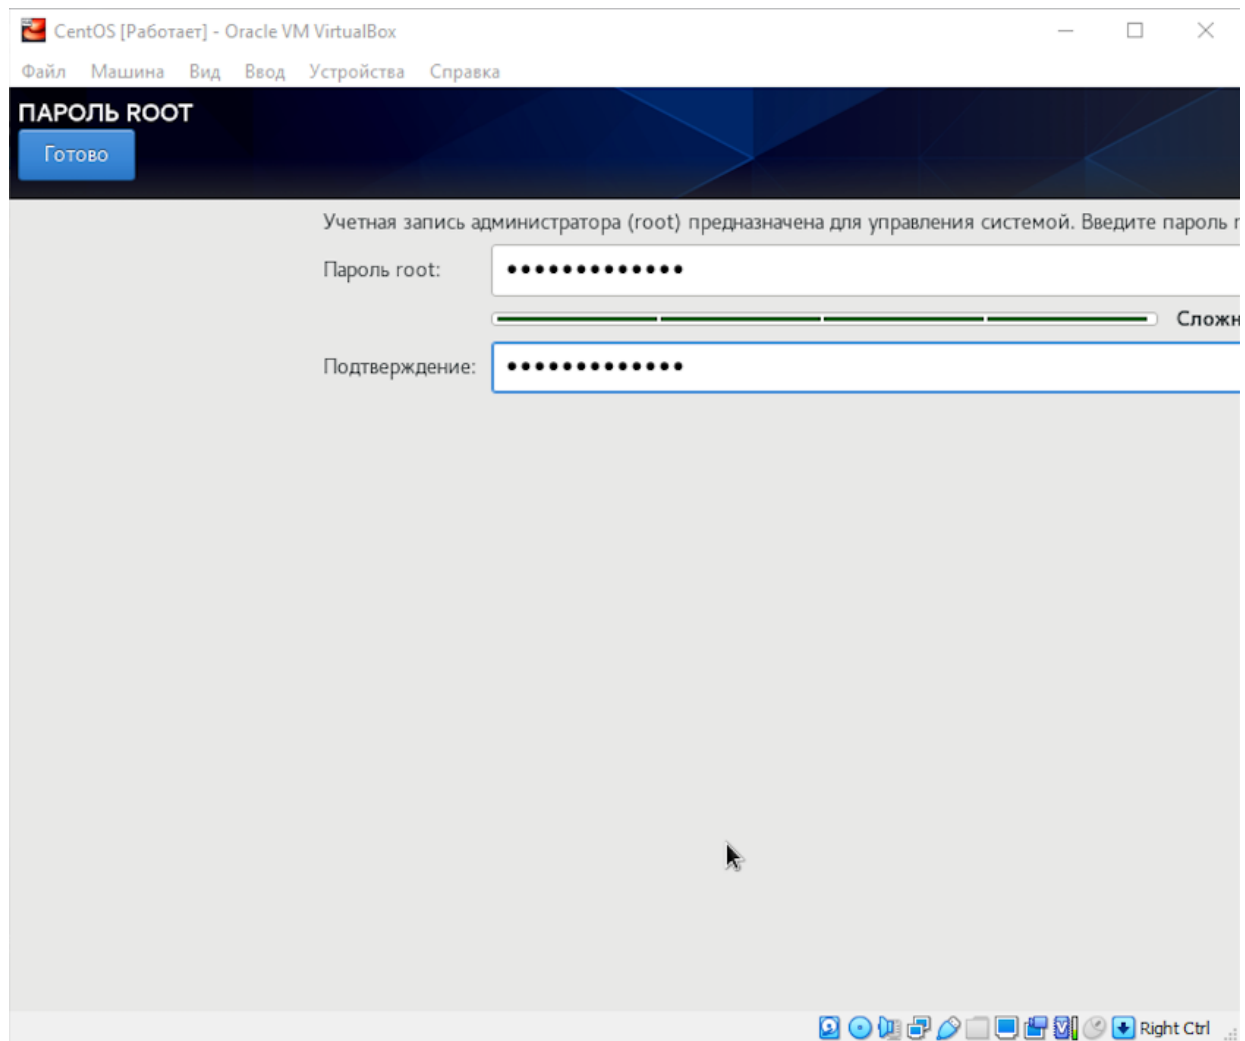 CentOS [Работает] - Oracle VM VirtualBox
Файл Машина Вид Ввод Устройства Справка
ПАРОЛЬ ROOT
Готово
Учетная запись администратора (root) предназначена для управления системой. Введите пароль r
Пароль root: •••••••••••••
Сложн
Подтверждение: •••••••••••••
Right Ctrl